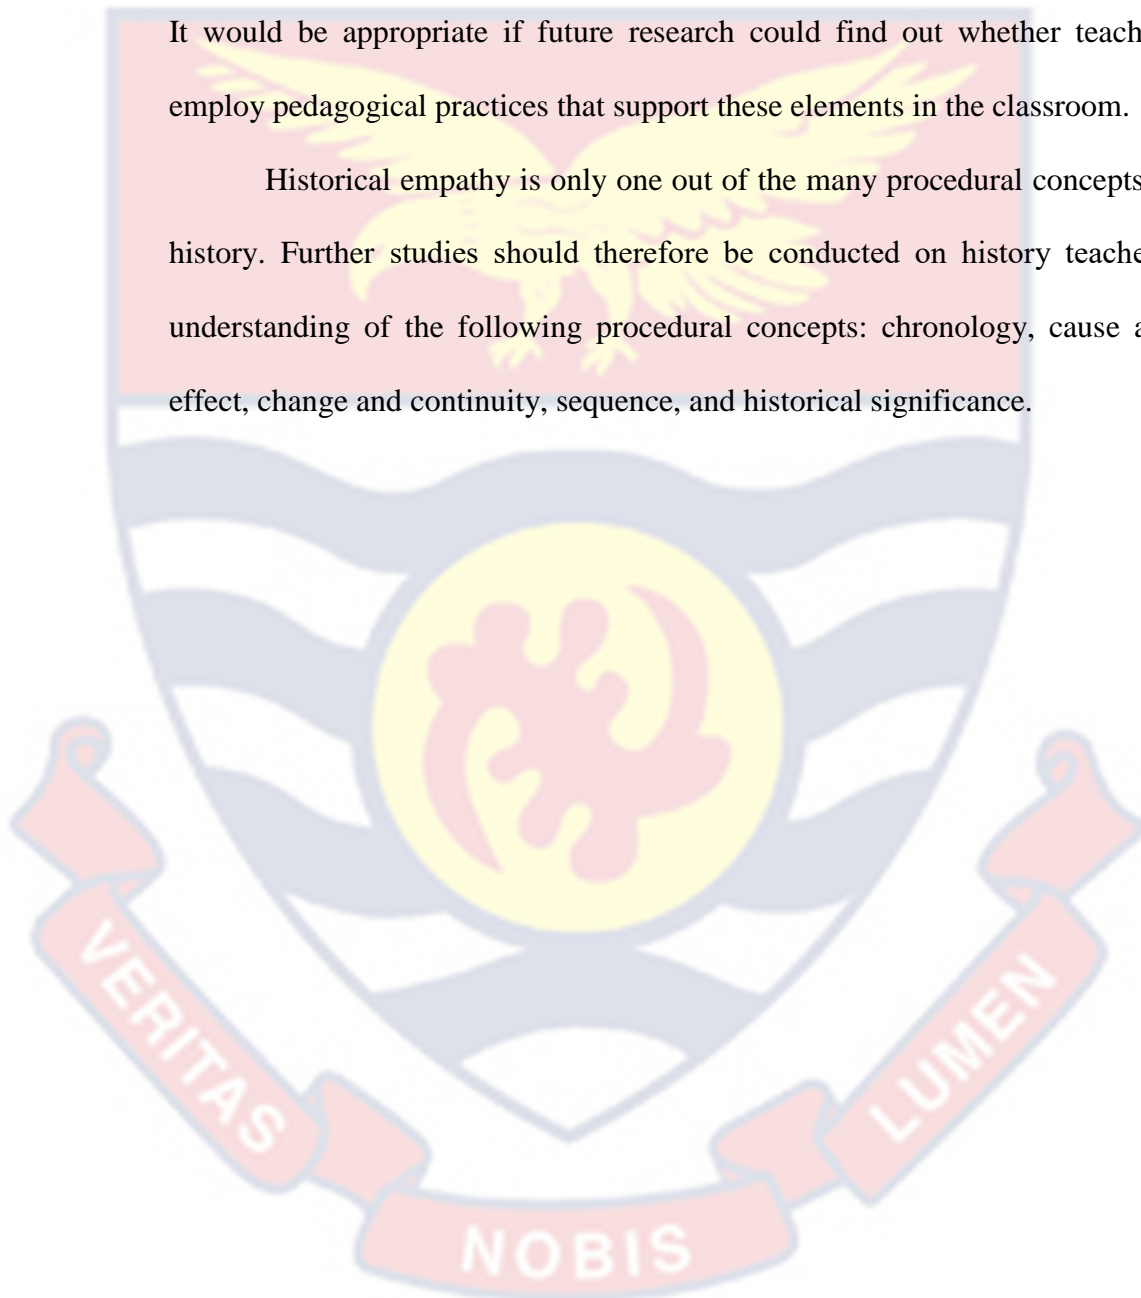 It would be appropriate if future research could find out whether teach
employ pedagogical practices that support these elements in the classroom.
Historical empathy is only one out of the many procedural concepts
history. Further studies should therefore be conducted on history teache
understanding of the following procedural concepts: chronology, cause a
effect, change and continuity, sequence, and historical significance.
VERITAS
NOBIS
LUMEN